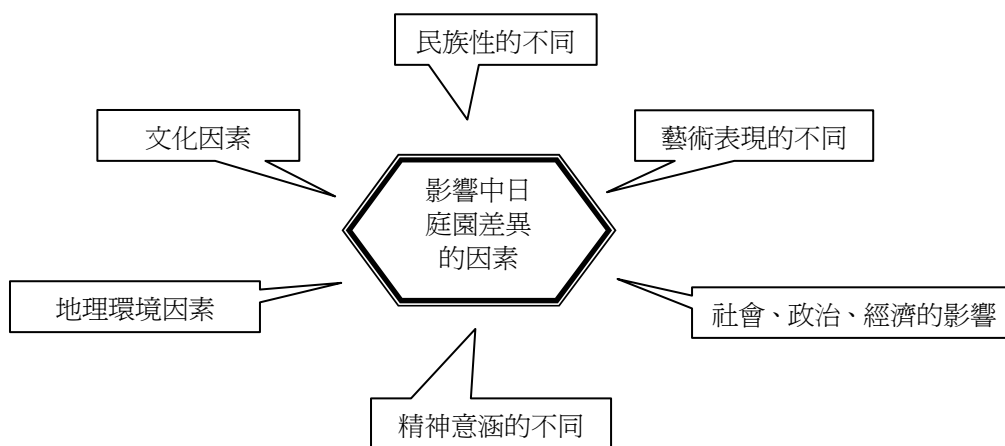 民族性的不同
文化因素
藝術表現的不同
影響中日
庭園差異
的因素
地理環境因素
社會、政治、經濟的影響
精神意涵的不同